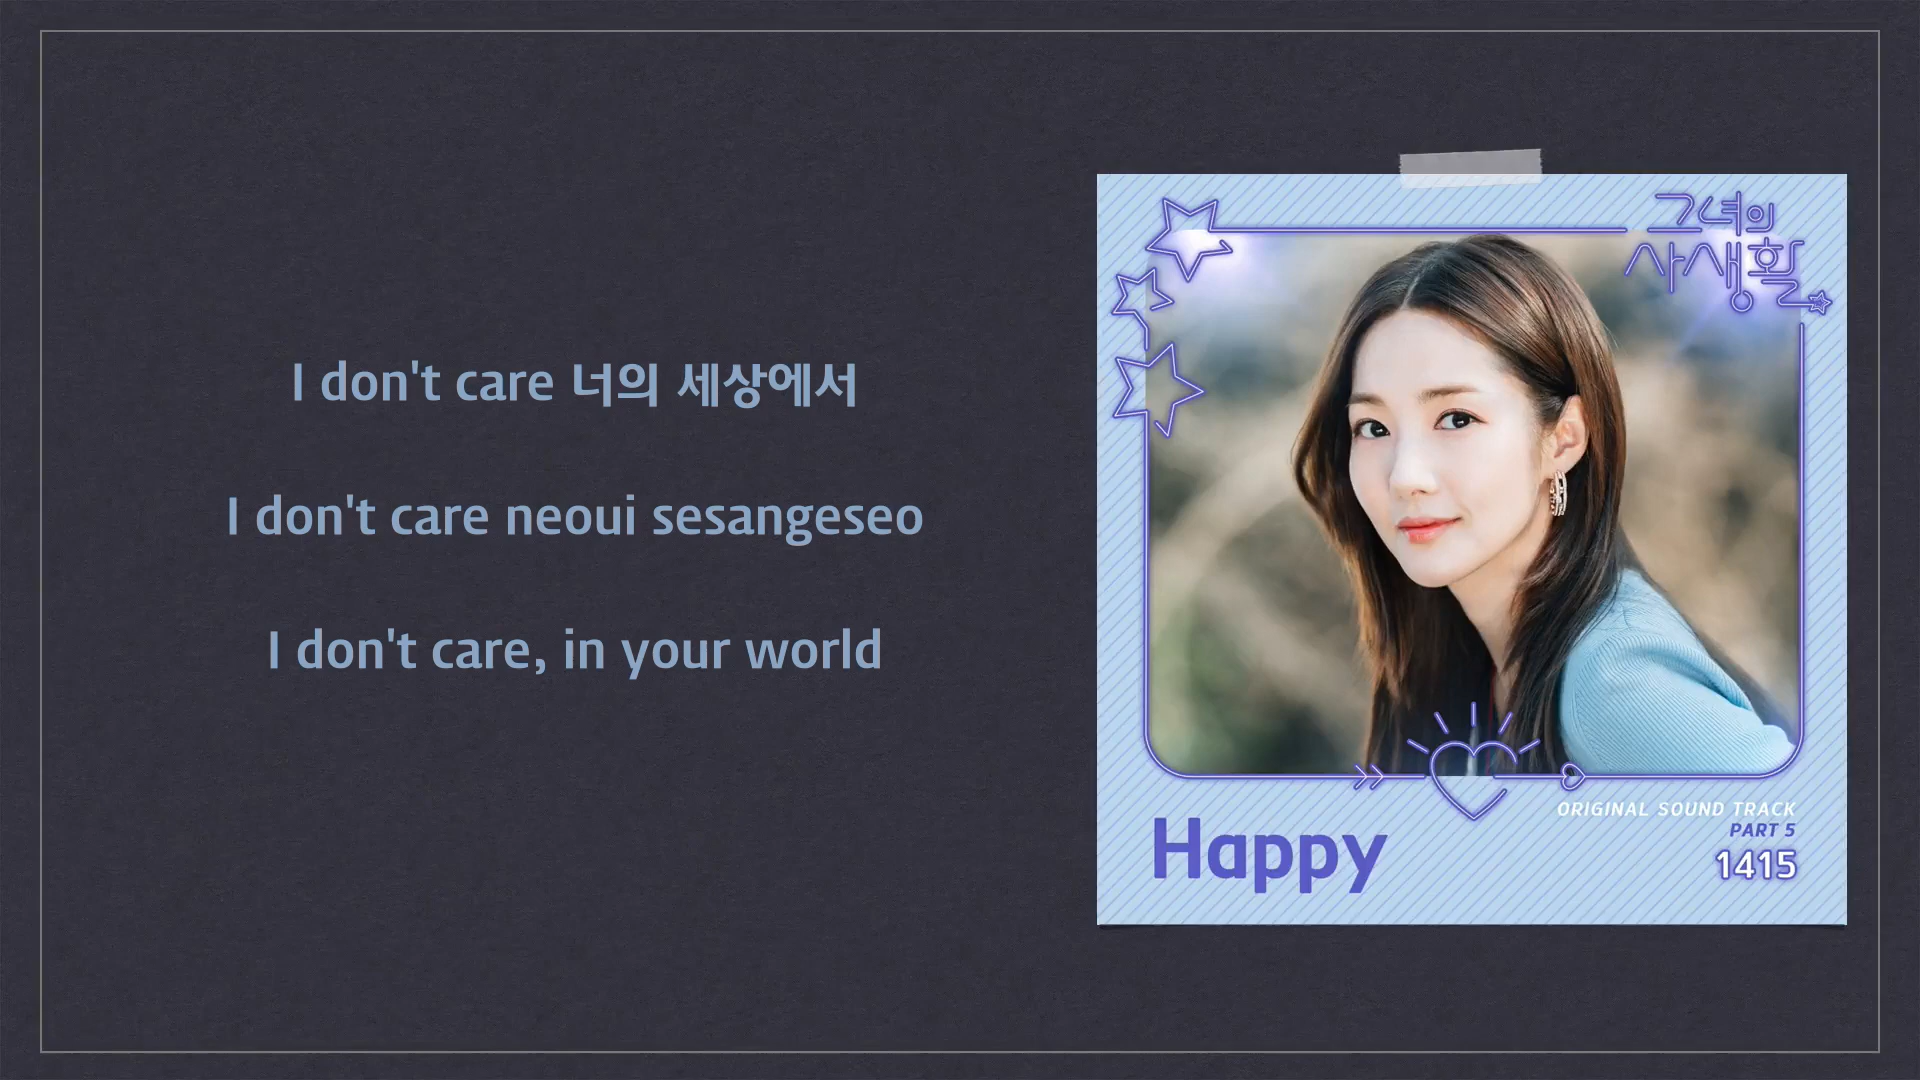 I don't care 너의 세상에서
I don't care neoui sesangeseo
I don't care, in your world
그녀의
사생활
ORIGINAL SOUND TRACK
PART 5
Happy
1415